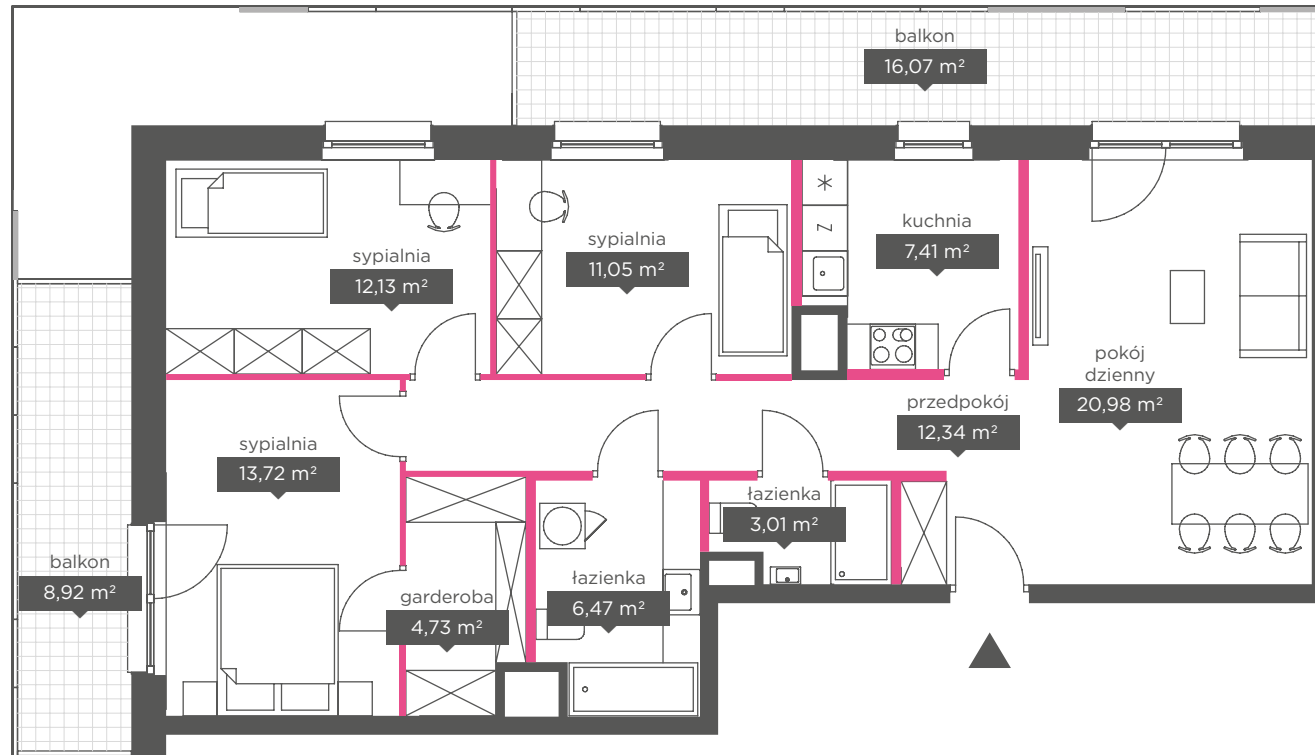 balkon
16,07 m²
sypialnia
12,13 m²
sypialnia
11,05 m²
kuchnia
7,41 m²
Z
pokój
dzienny
20,98 m²
przedpokój
12,34 m²
sypialnia
13,72 m²
łazienka
3,01 m²
balkon
8,92 m²
garderoba
4,73 m²
łazienka
6,47 m²